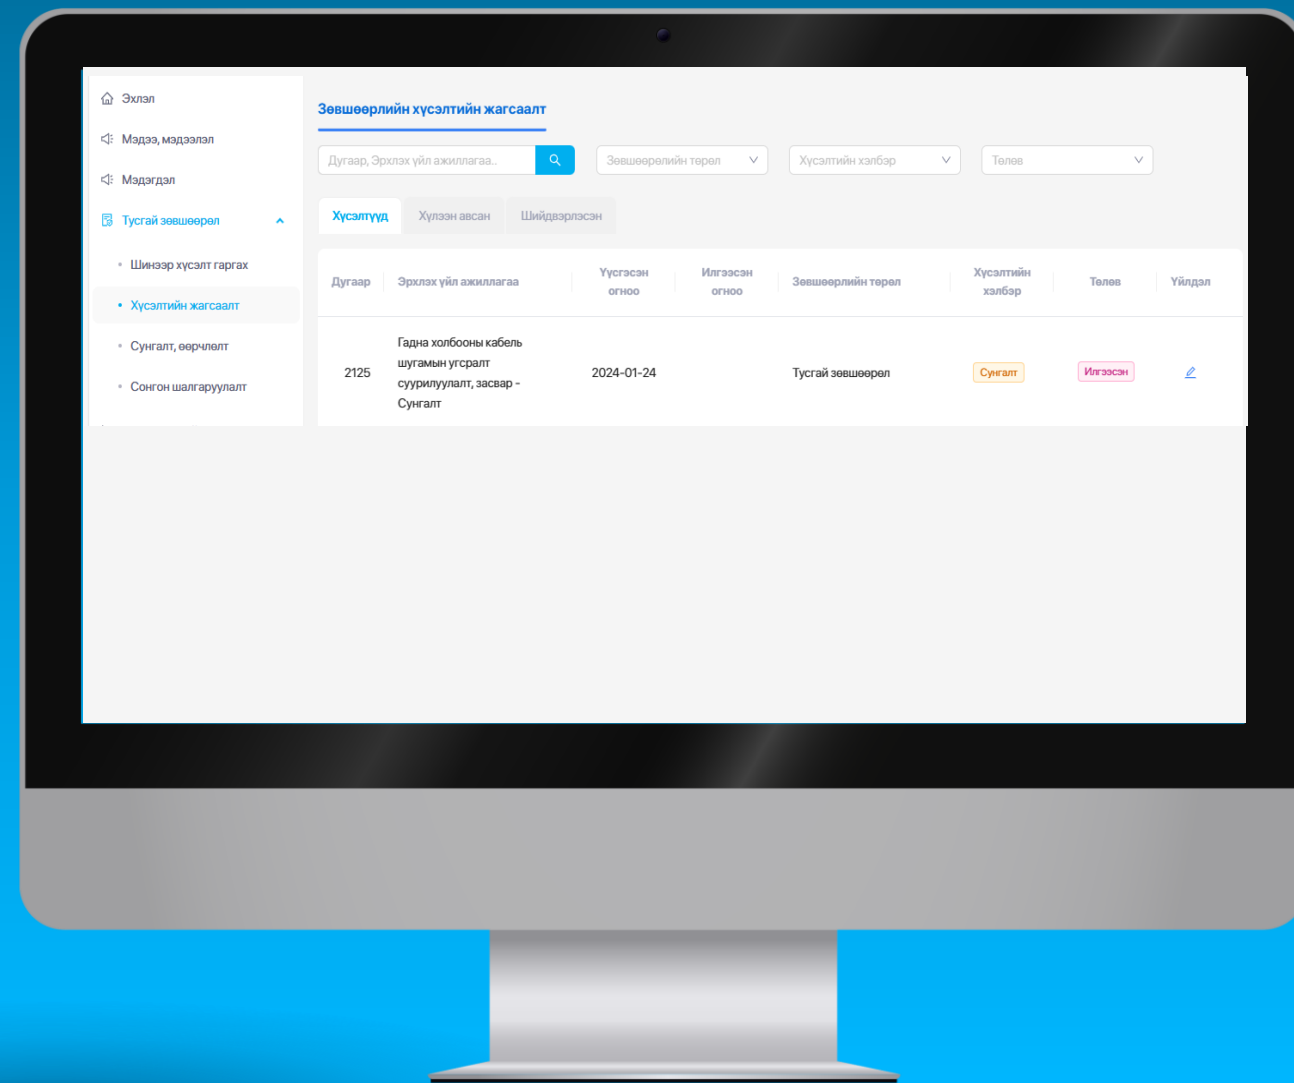 Эхлэл
Мэдээ, мэдээлэл
Мэдэгдэл
Тусгай зөвшөөрөл
Шинээр хүсэлт гаргах
Хүсэлтийн жагсаалт
Сунгалт, өөрчлөлт
Сонгон шалгаруулалт
Зөвшөөрлийн хүсэлтийн жагсаалт
Дугаар, Эрхлэх үйл ажиллагаа..
Зөвшөөрөлийн төрөл
Хүсэлтийн хэлбэр
Төлөв
Хүсэлтүүд
Хүлээн авсан
Шийдвэрлэсэн
Дугаар
Эрхлэх үйл ажиллагаа
Үүсгэсэн
огноо
Илгээсэн
огноо
Зөвшөөрлийн төрөл
Хүсэлтийн
хэлбэр
Төлөв
Үйлдэл
2125
Гадна холбооны кабель
шугамын угсралт
суурилуулалт, засвар -
Сунгалт
2024-01-24
Тусгай зөвшөөрөл
Сунгалт
Илгээсэн